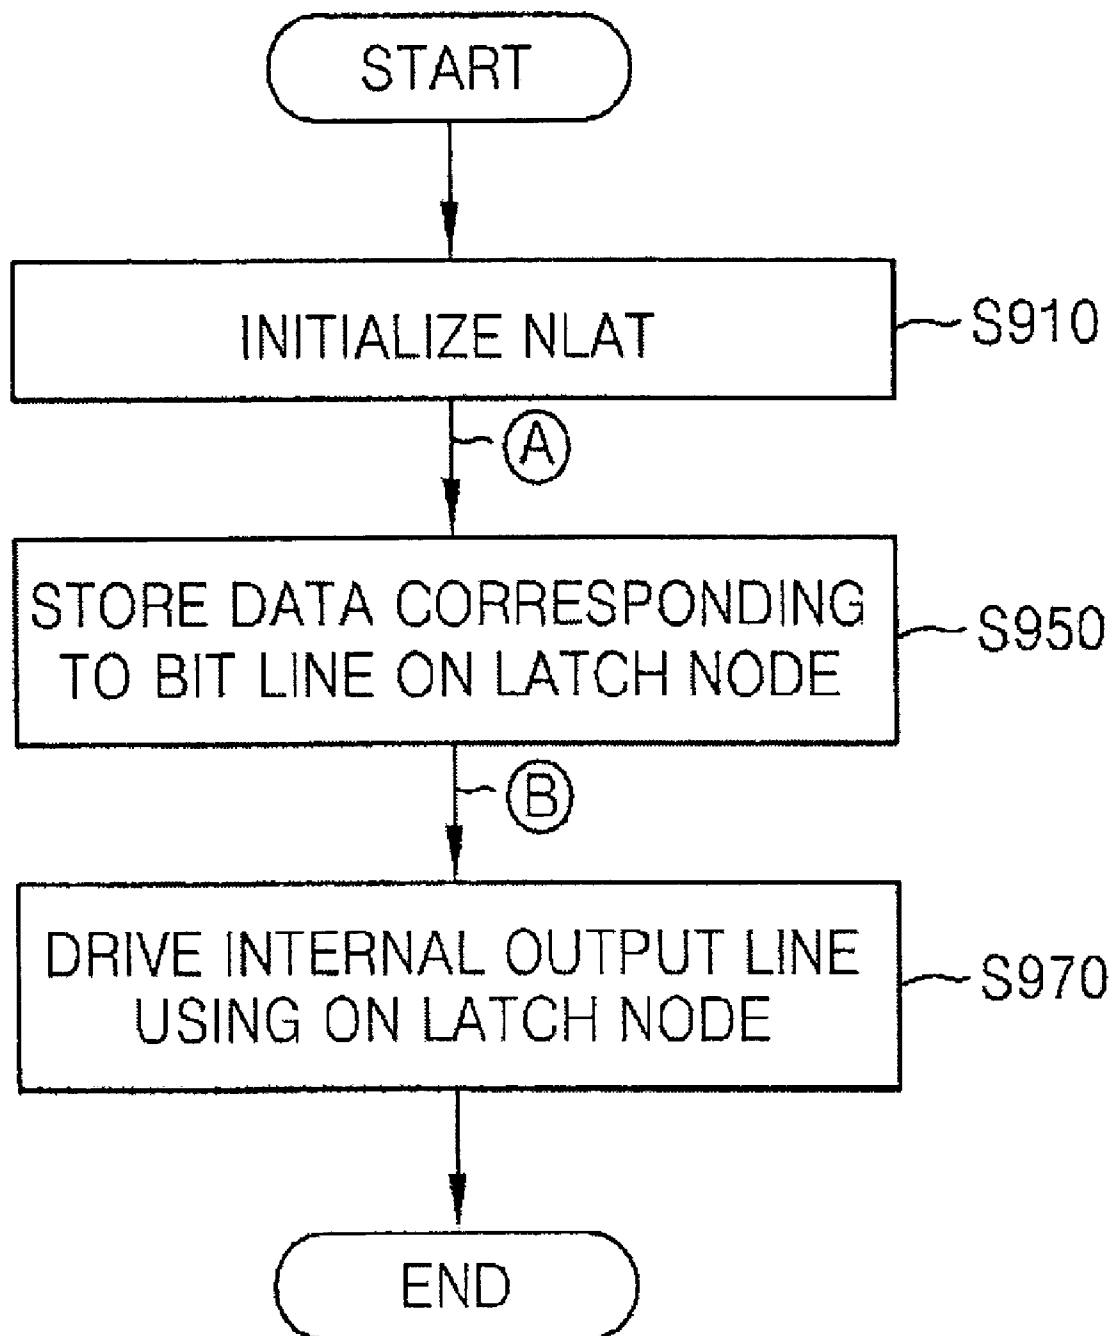 START
INITIALIZE NLAT
S910
A
STORE DATA CORRESPONDING
TO BIT LINE ON LATCH NODE
S950
B
DRIVE INTERNAL OUTPUT LINE
USING ON LATCH NODE
S970
END